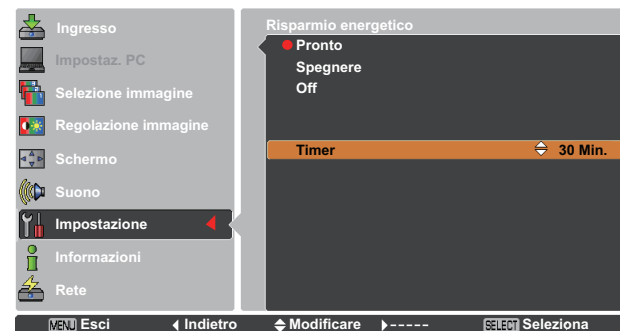 Ingresso
Impostaz. PC
Selezione immagine
Regolazione immagine
Schermo
Suono
Impostazione
Informazioni
Rete
Risparmio energetico
Pronto
Spegnere
Off
Timer 30 Min.
MENU Esci Indietro Modificare ----- SELECT Seleziona